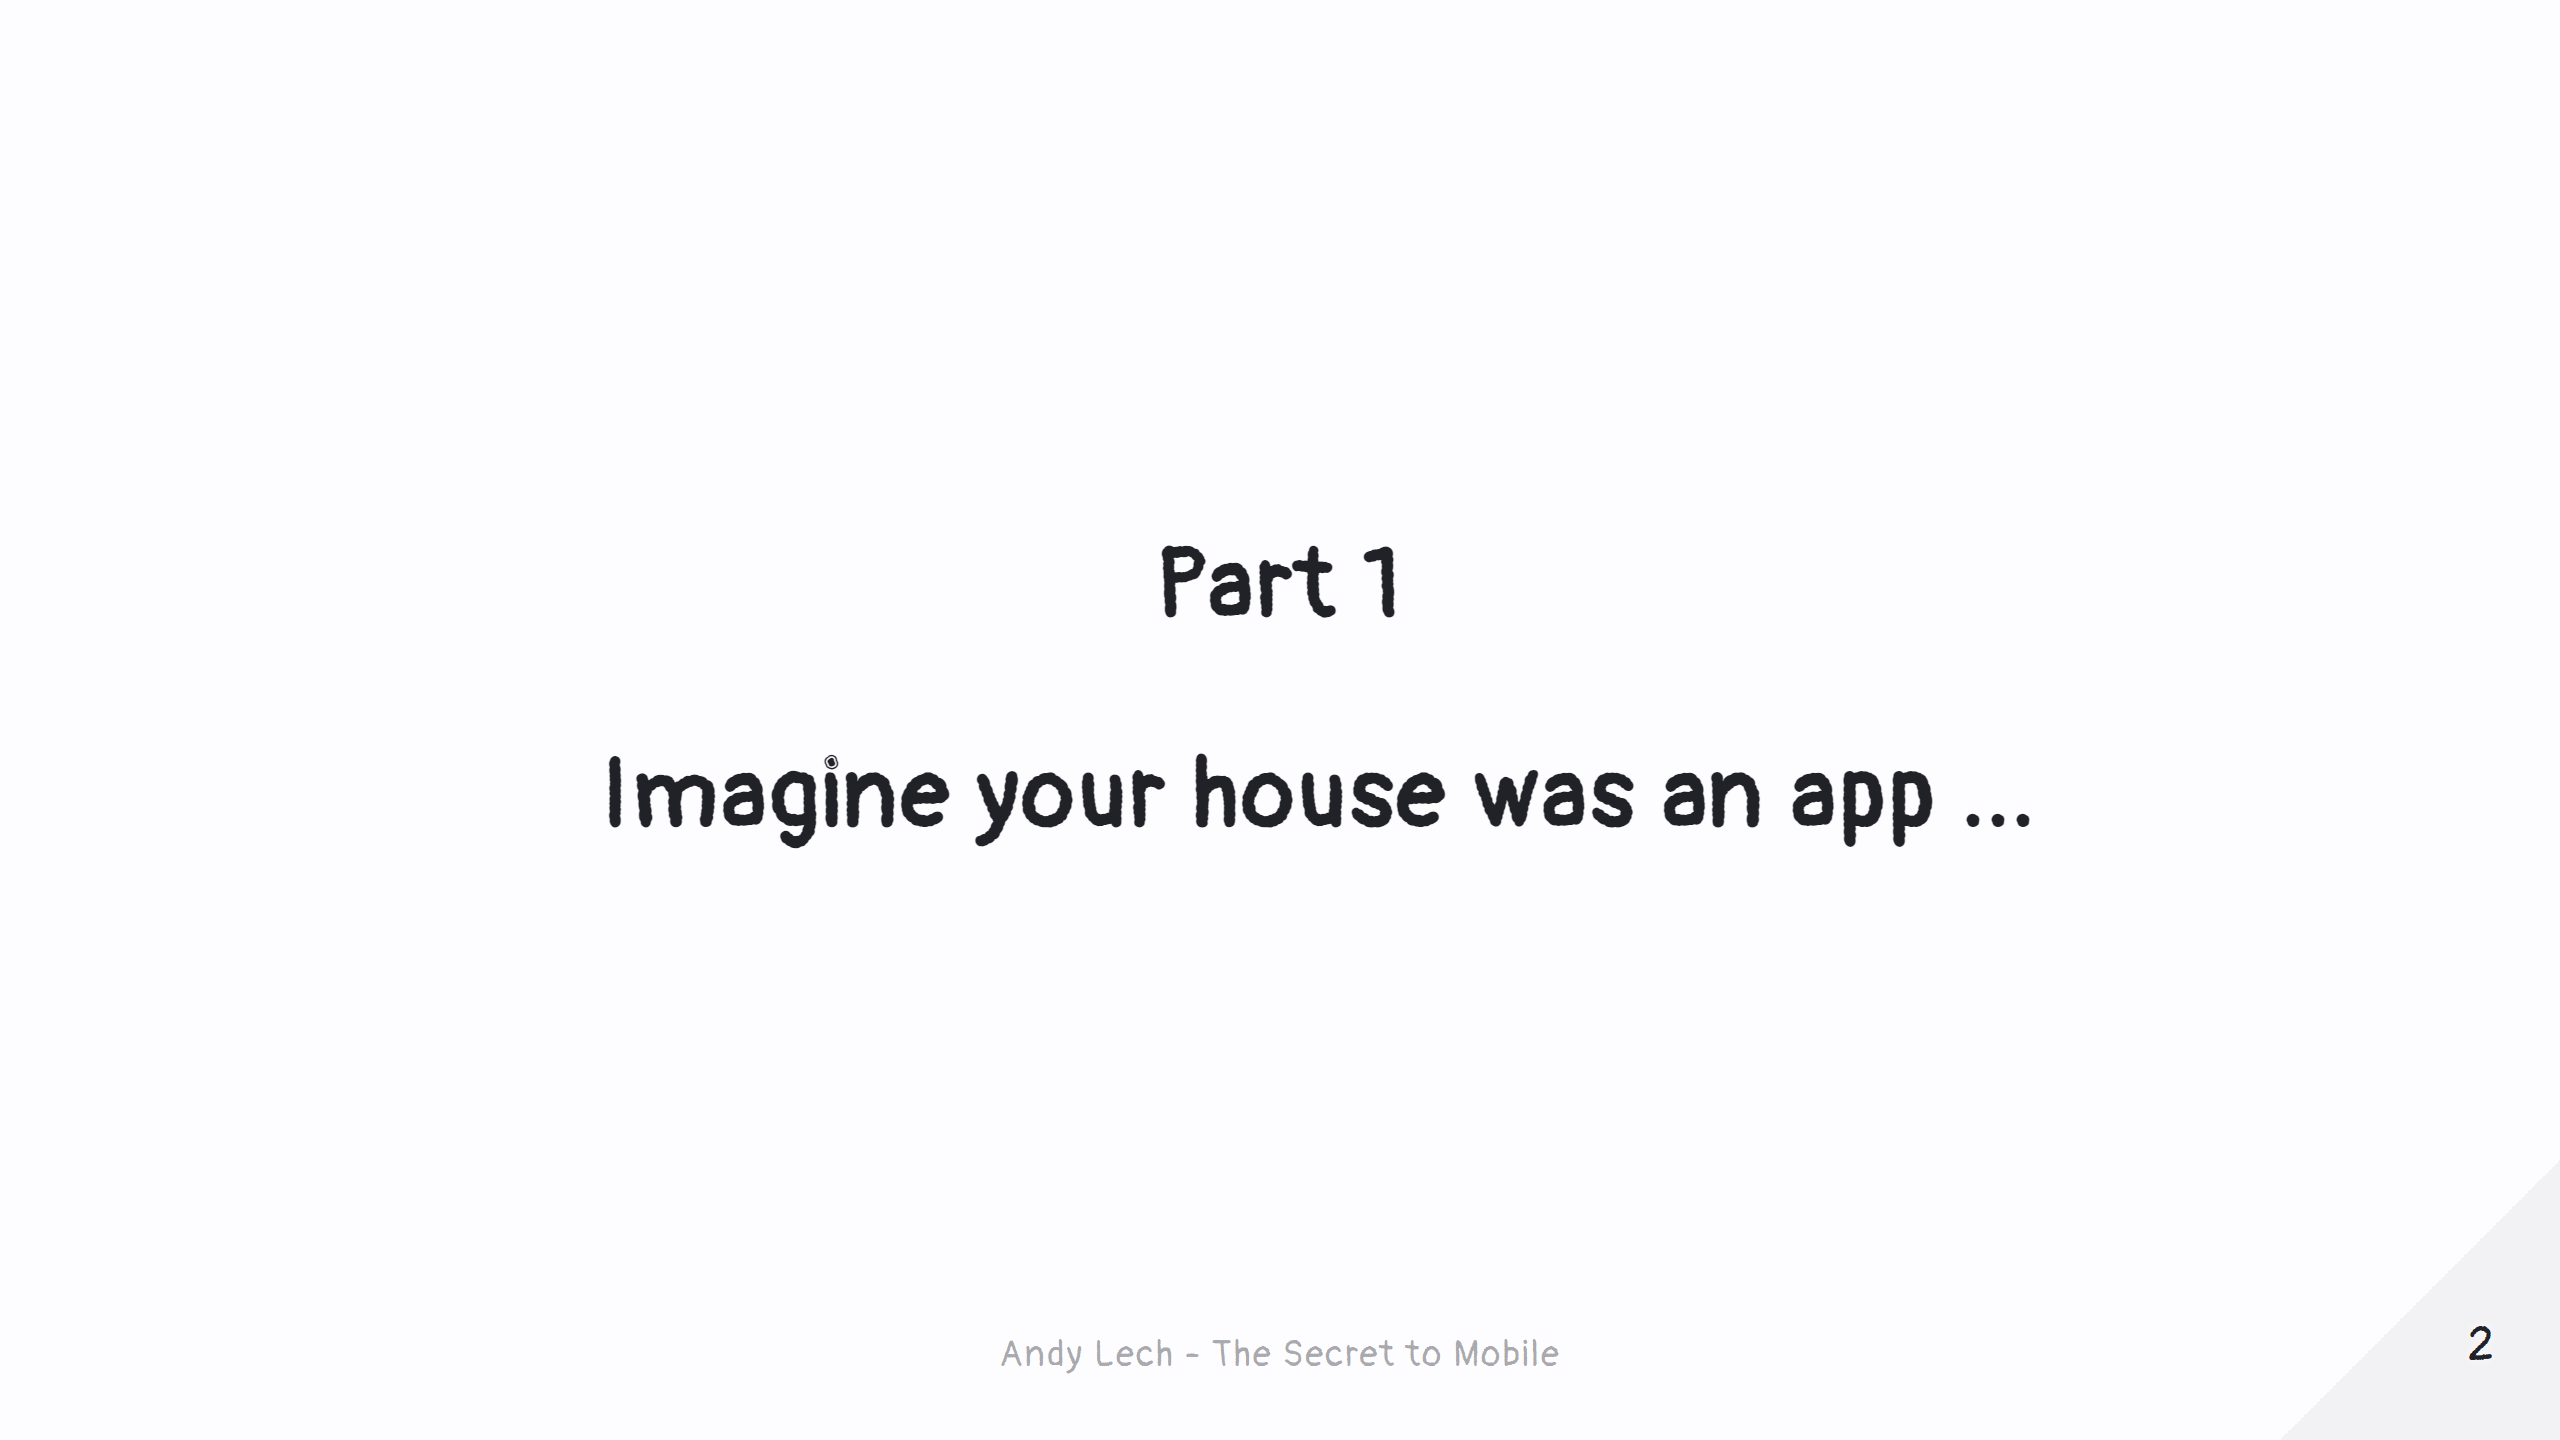 Part 1
Imagine your house was an app ...
Andy Lech - The Secret to Mobile
2